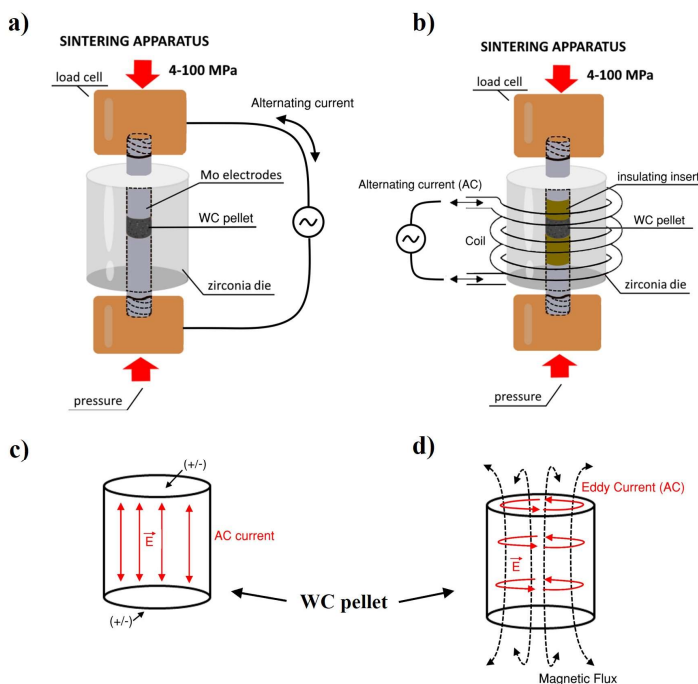 a)
SINTERING APPARATUS
4-100 MPa
load cell
Alternating current
Mo electrodes
WC pellet
zirconia die
pressure
b)
SINTERING APPARATUS
4-100 MPa
load cell
insulating insert
Alternating current (AC)
WC pellet
Coil
zirconia die
pressure
c)
(+/-)
E
AC current
(+/-)
WC pellet
d)
Eddy Current (AC)
E
Magnetic Flux